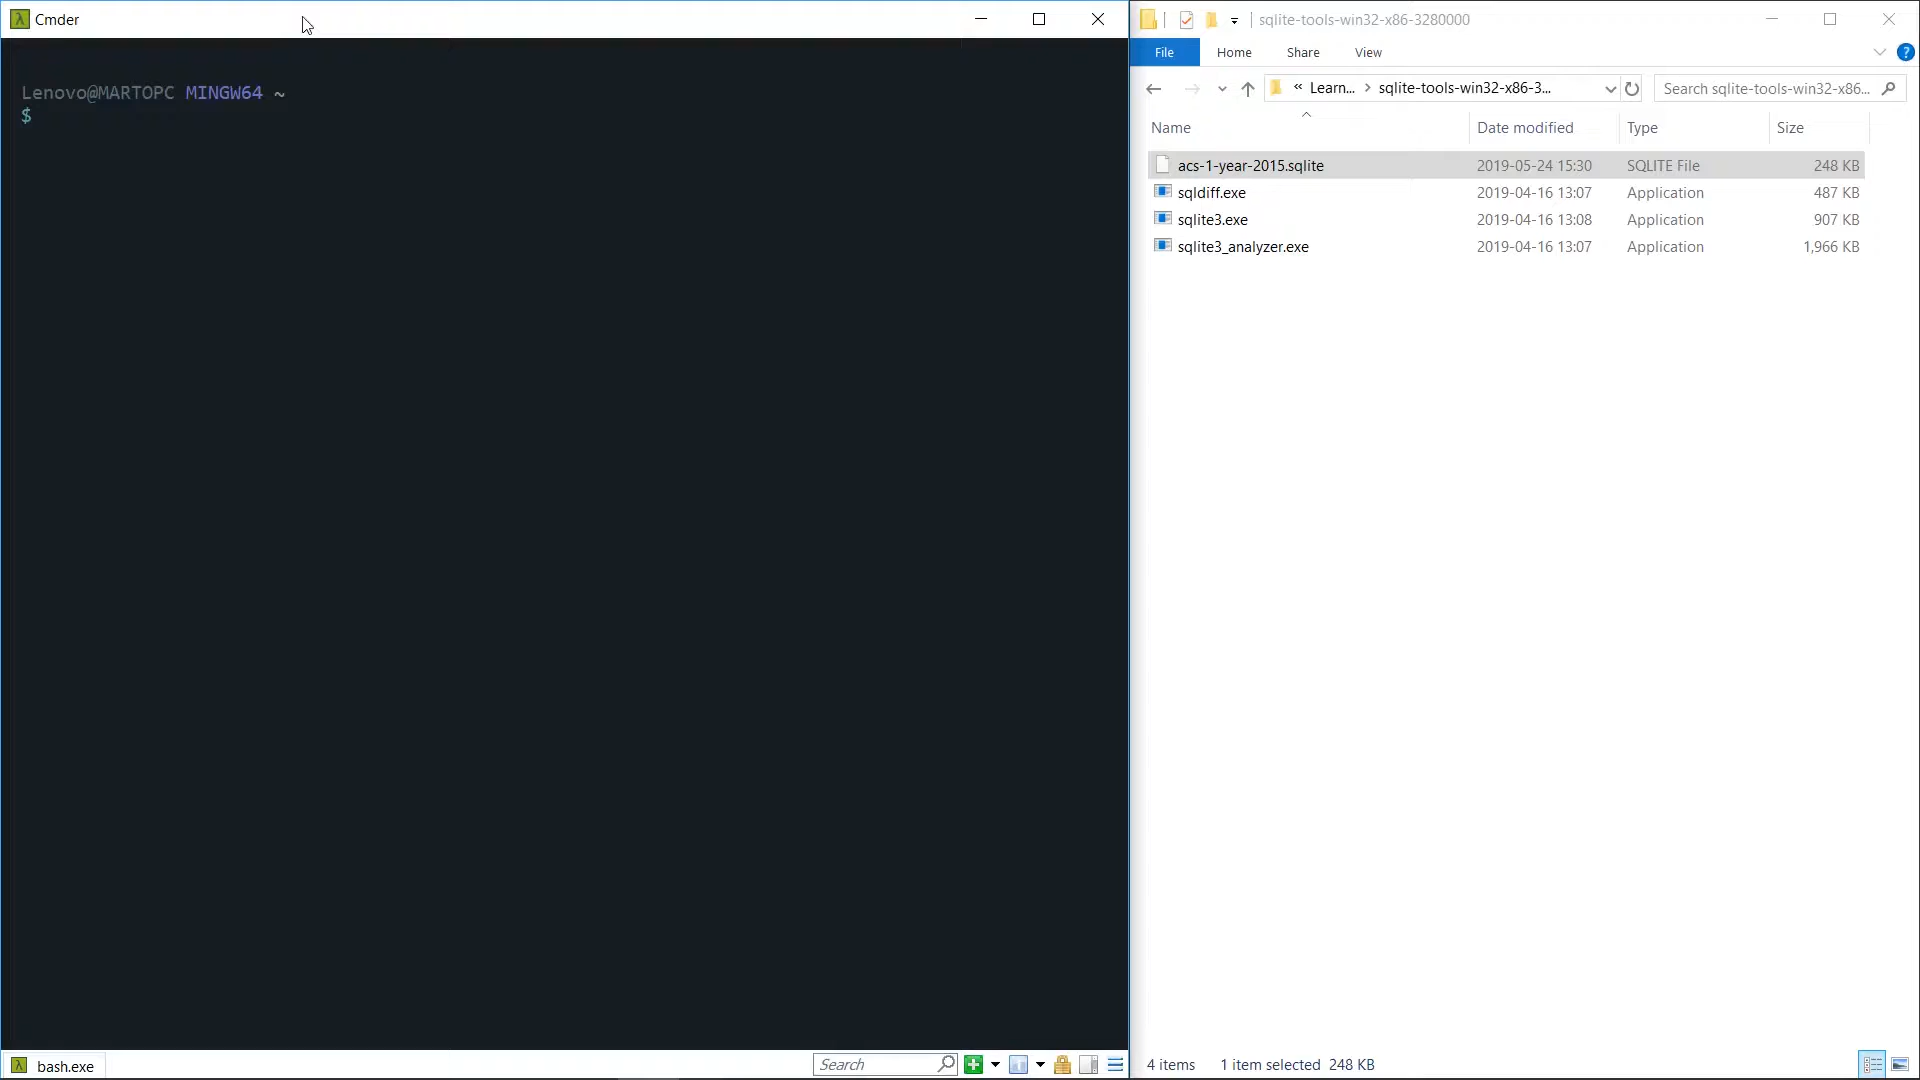 Cmder
Lenovo@MARTOPC MINGW64 ~
$
bash.exe
Search
sqlite-tools-win32-x86-3280000
File Home Share View
« Learn... > sqlite-tools-win32-x86-3...
Search sqlite-tools-win32-x86...
Name Date modified Type Size
acs-1-year-2015.sqlite 2019-05-24 15:30 SQLITE File 248 KB
sqldiff.exe 2019-04-16 13:07 Application 487 KB
sqlite3.exe 2019-04-16 13:08 Application 907 KB
sqlite3_analyzer.exe 2019-04-16 13:07 Application 1,966 KB
4 items 1 item selected 248 KB